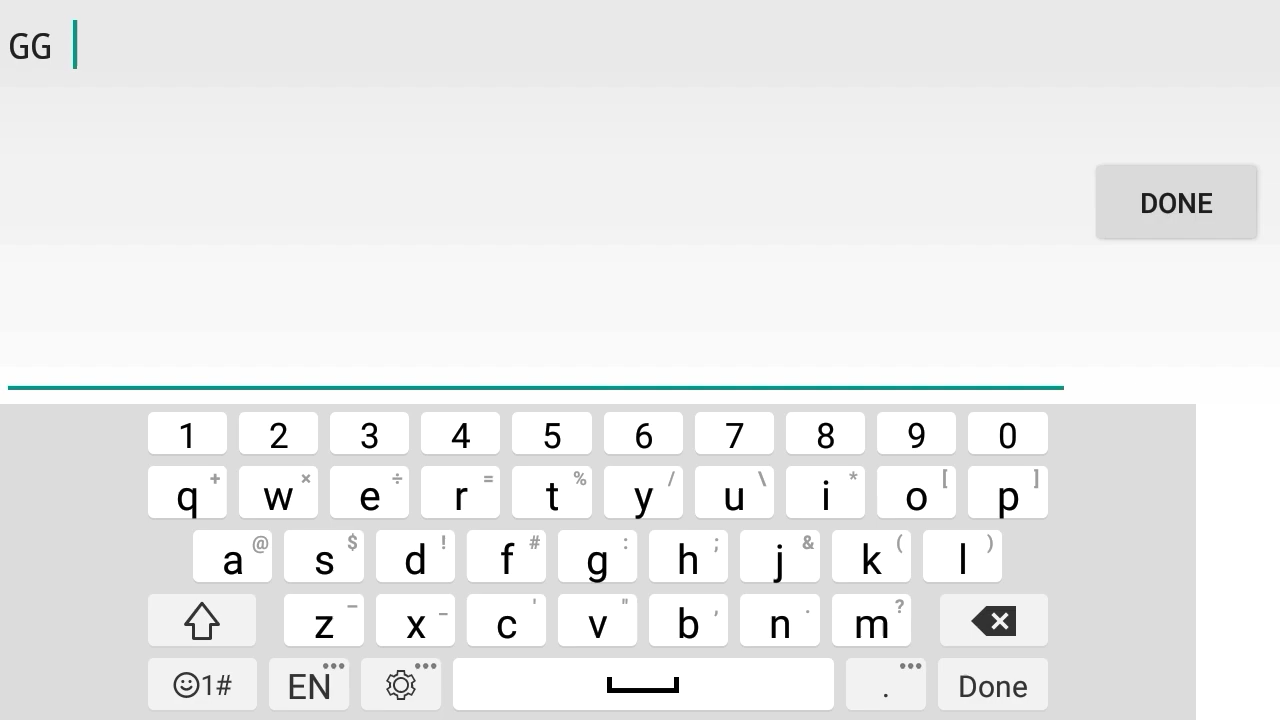 GG
DONE
1 2 3 4 5 6 7 8 9 0
q + w × e ÷ r = t % y / u \ i * o [ p ]
a @ s $ d ! f # g : h ; j & k ( l )
z – x _ c ' v " b , n . m ?
1# EN . Done